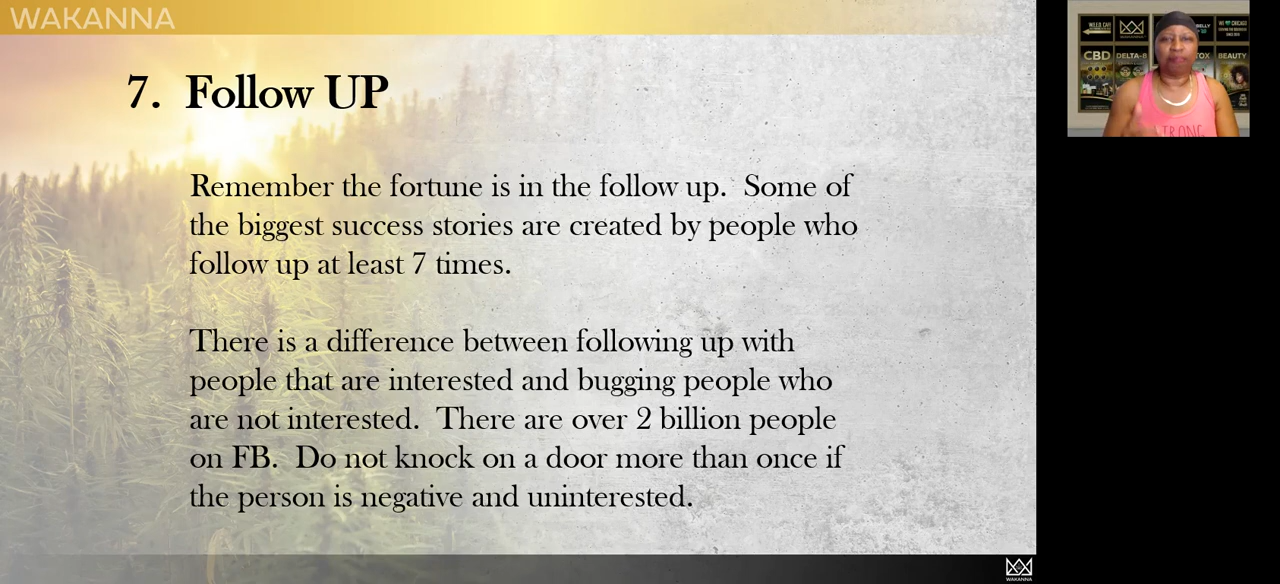 WAKANNA
7. Follow UP
Remember the fortune is in the follow up. Some of
the biggest success stories are created by people who
follow up at least 7 times.
There is a difference between following up with
people that are interested and bugging people who
are not interested. There are over 2 billion people
on FB. Do not knock on a door more than once if
the person is negative and uninterested.
WAKANNA
CBD
DELTA-8
BEAUTY
STRONG